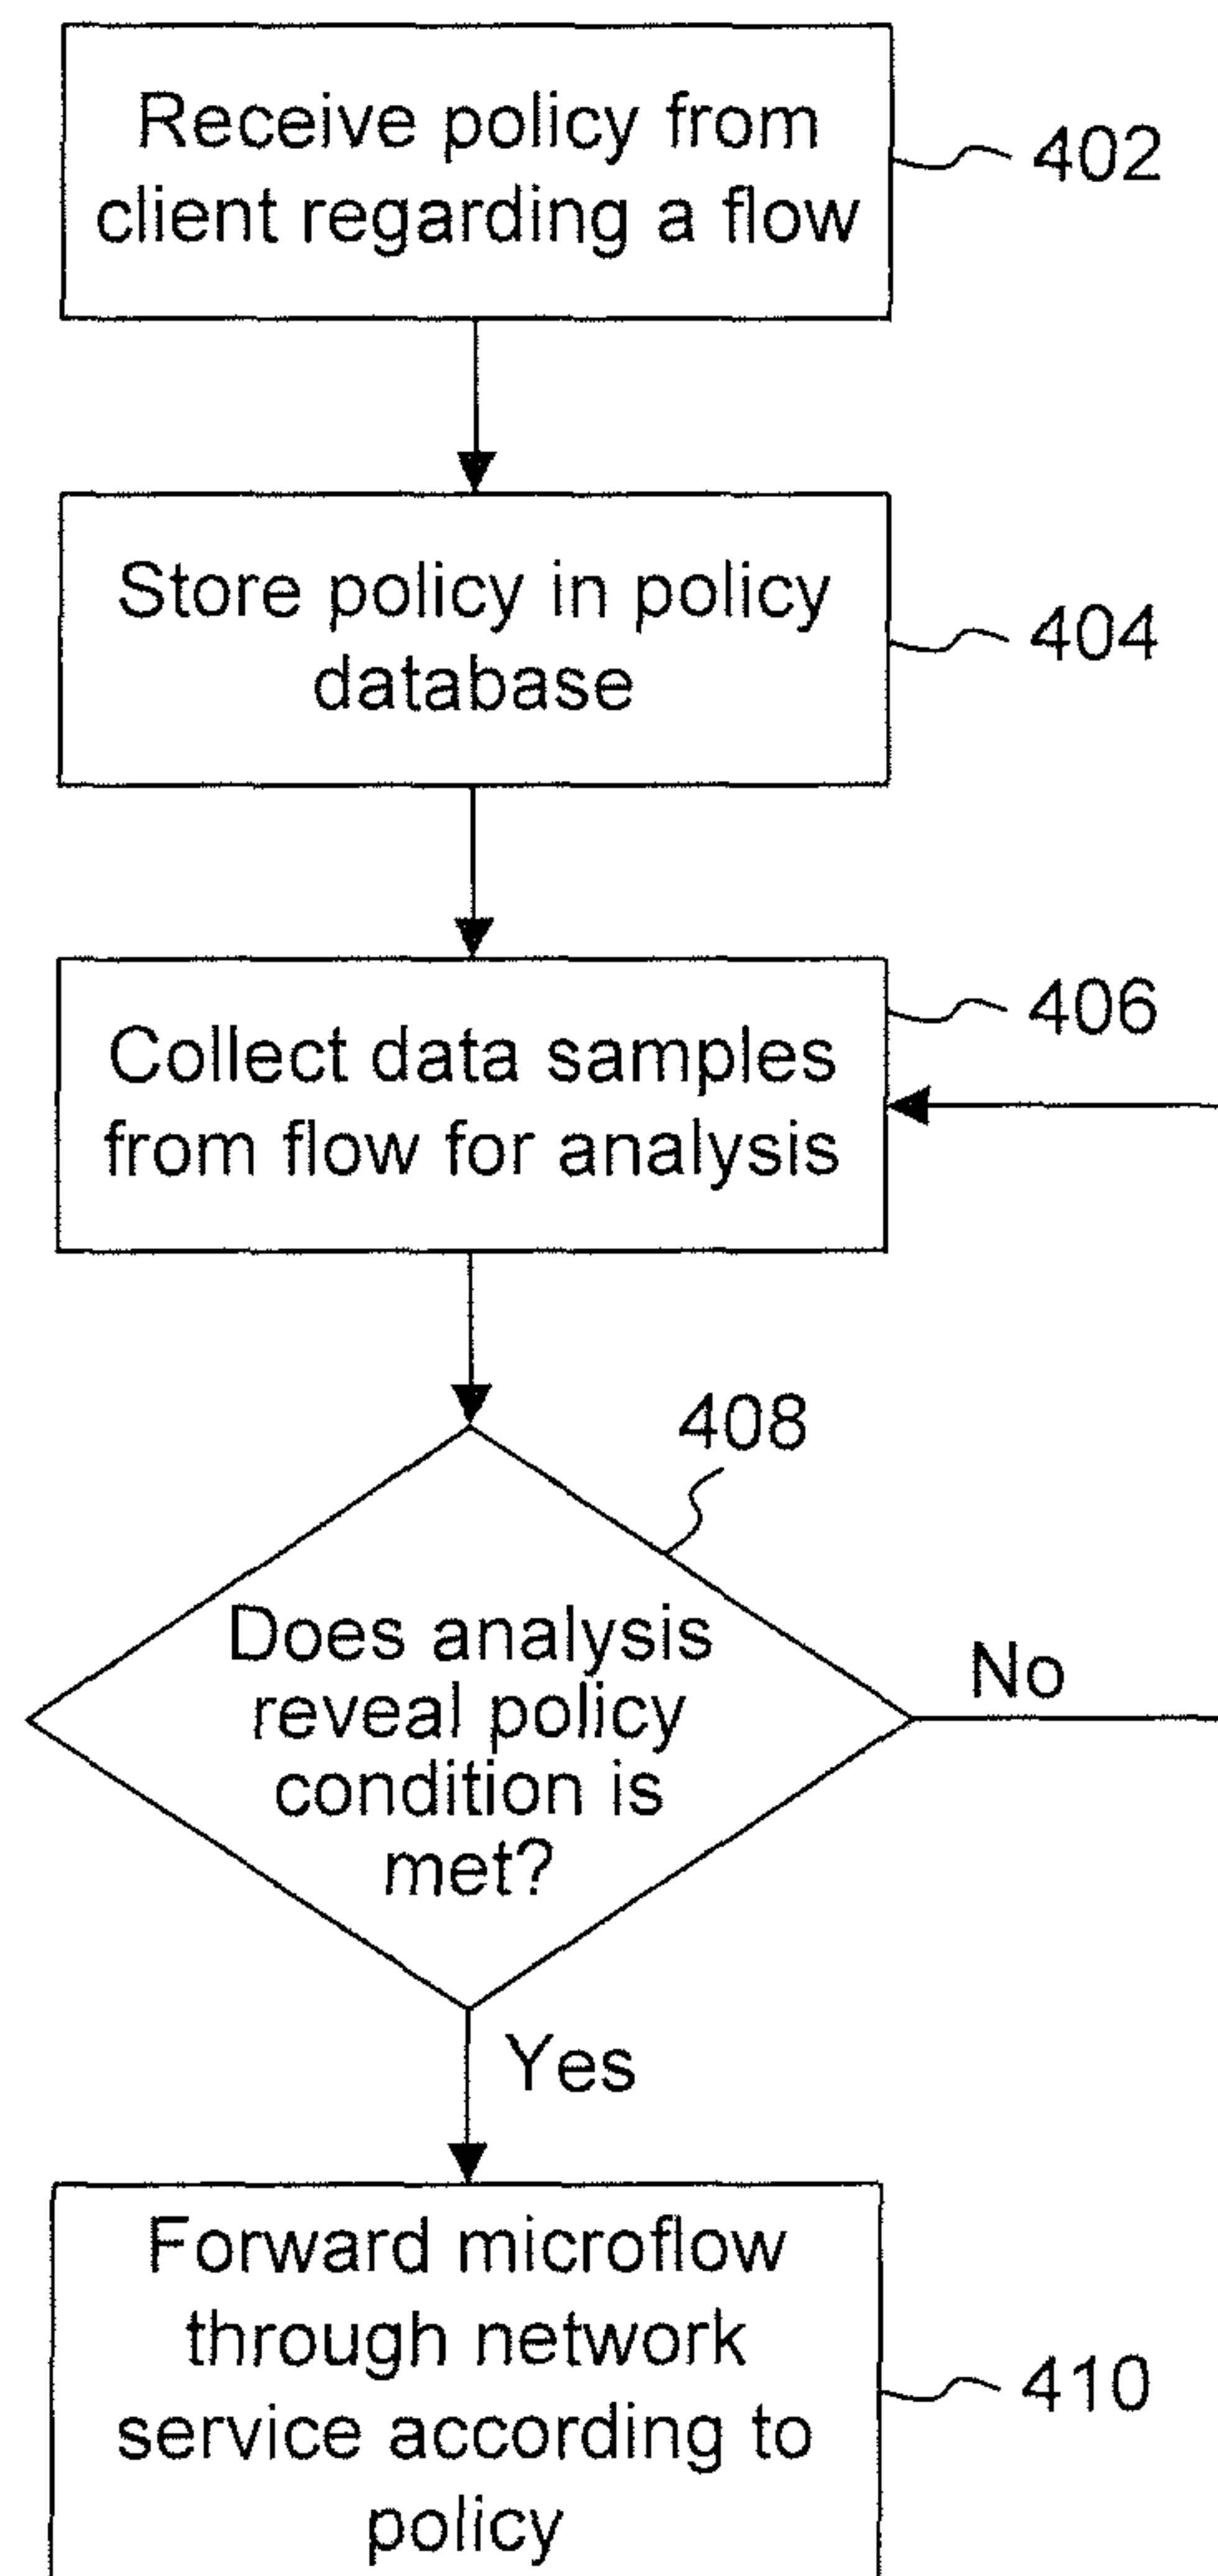 Receive policy from
client regarding a flow
402
Store policy in policy
database
404
406
Collect data samples
from flow for analysis
408
Does analysis
reveal policy
condition is
met?
No
Yes
Forward microflow
through network
service according to
policy
410